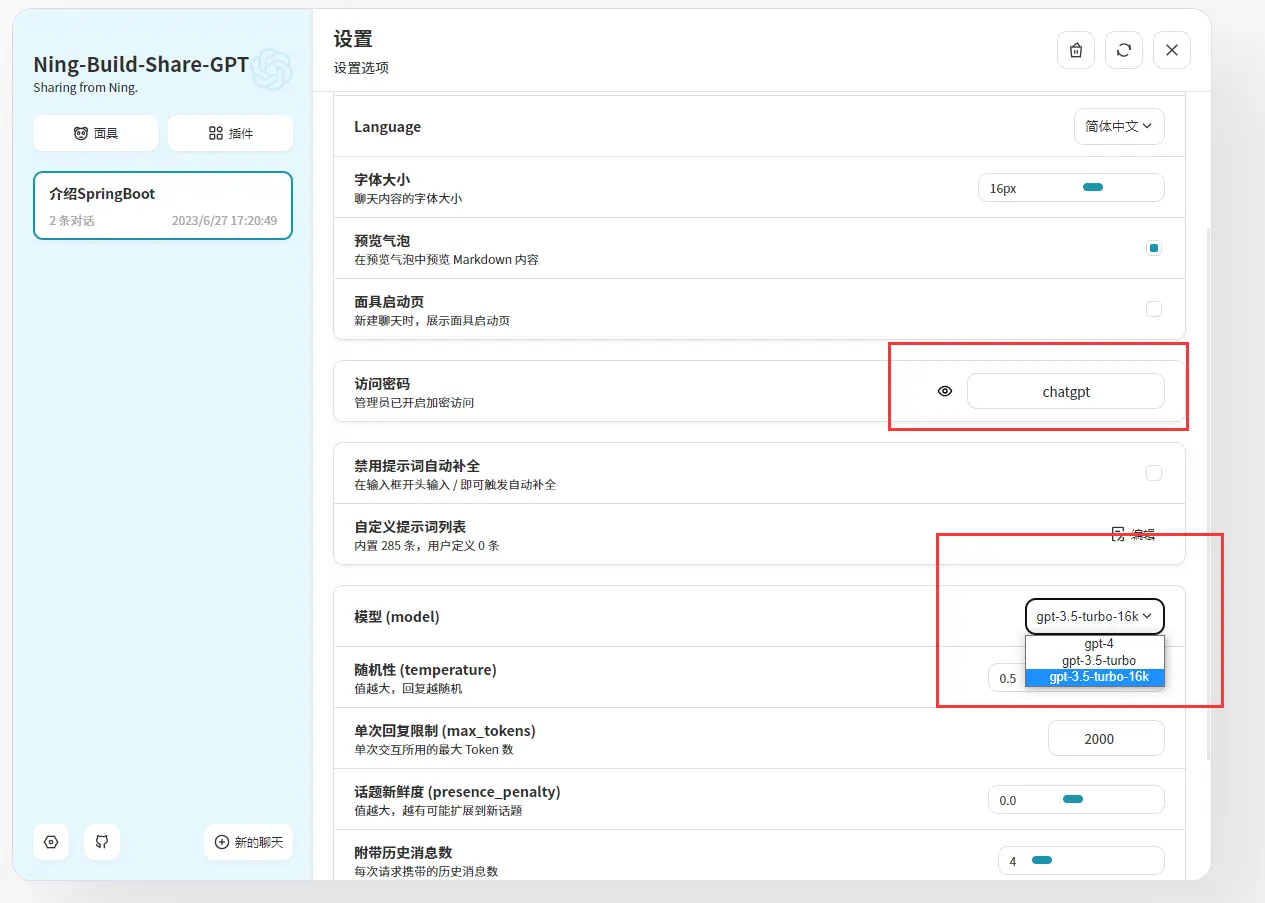 Ning-Build-Share-GPT
Sharing from Ning.
面具
插件
介绍SpringBoot
2 条对话 2023/6/27 17:20:49
新的聊天
设置
设置选项
Language 简体中文
字体大小
聊天内容的字体大小
16px
预览气泡
在预览气泡中预览 Markdown 内容
面具启动页
新建聊天时，展示面具启动页
访问密码
管理员已开启加密访问
chatgpt
禁用提示词自动补全
在输入框开头输入 / 即可触发自动补全
自定义提示词列表
内置 285 条，用户定义 0 条
编辑
模型 (model) gpt-3.5-turbo-16k
gpt-4
gpt-3.5-turbo
gpt-3.5-turbo-16k
随机性 (temperature)
值越大，回复越随机
0.5
单次回复限制 (max_tokens)
单次交互所用的最大 Token 数
2000
话题新鲜度 (presence_penalty)
值越大，越有可能扩展到新话题
0.0
附带历史消息数
每次请求携带的历史消息数
4